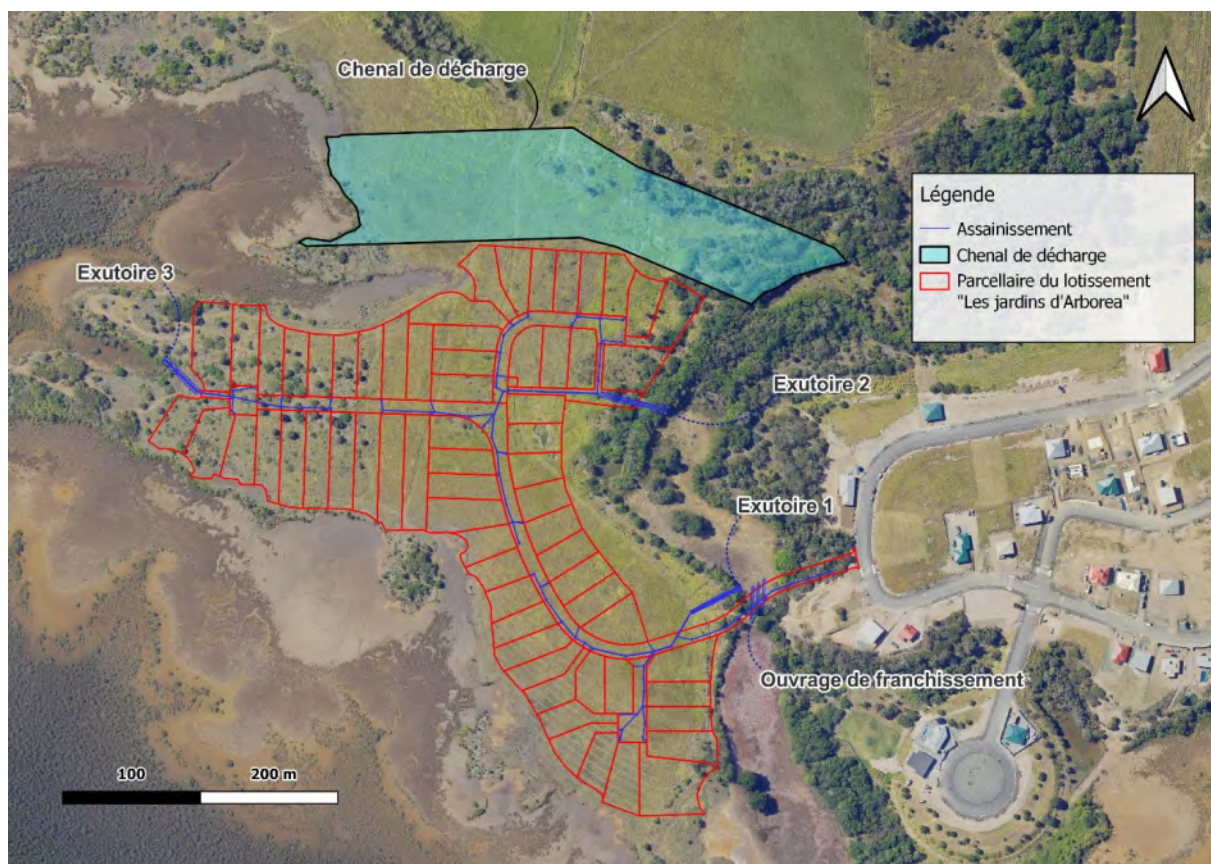 Chenal de décharge
Légende
Assainissement
Chenal de décharge
Parcellaire du lotissement
"Les jardins d'Arborea"
Exutoire 3
Exutoire 2
Exutoire 1
Ouvrage de franchissement
100
200 m